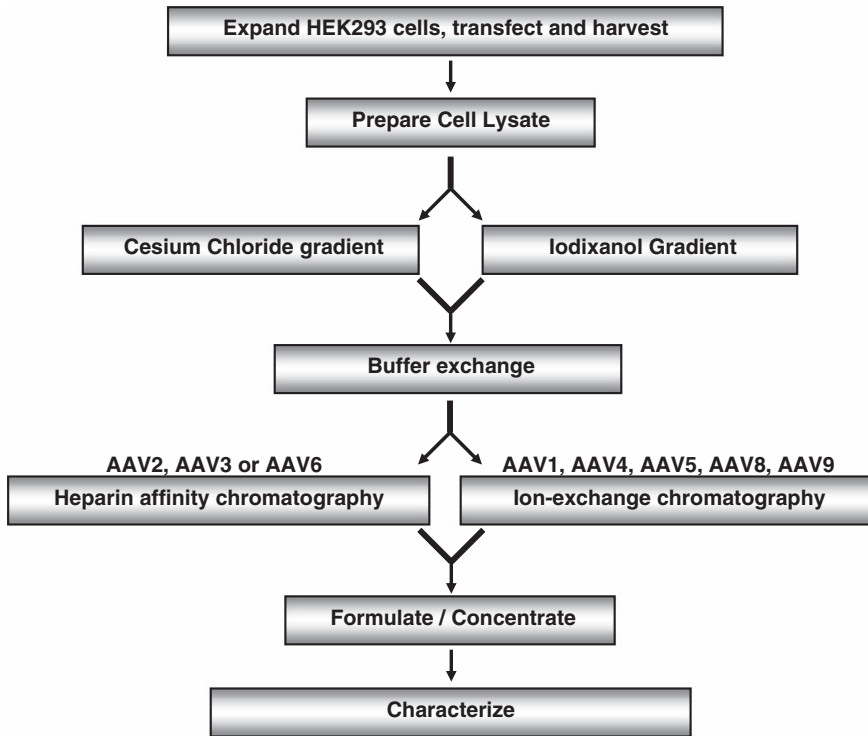 Expand HEK293 cells, transfect and harvest
Prepare Cell Lysate
Cesium Chloride gradient
Iodixanol Gradient
Buffer exchange
AAV2, AAV3 or AAV6
Heparin affinity chromatography
AAV1, AAV4, AAV5, AAV8, AAV9
Ion-exchange chromatography
Formulate / Concentrate
Characterize